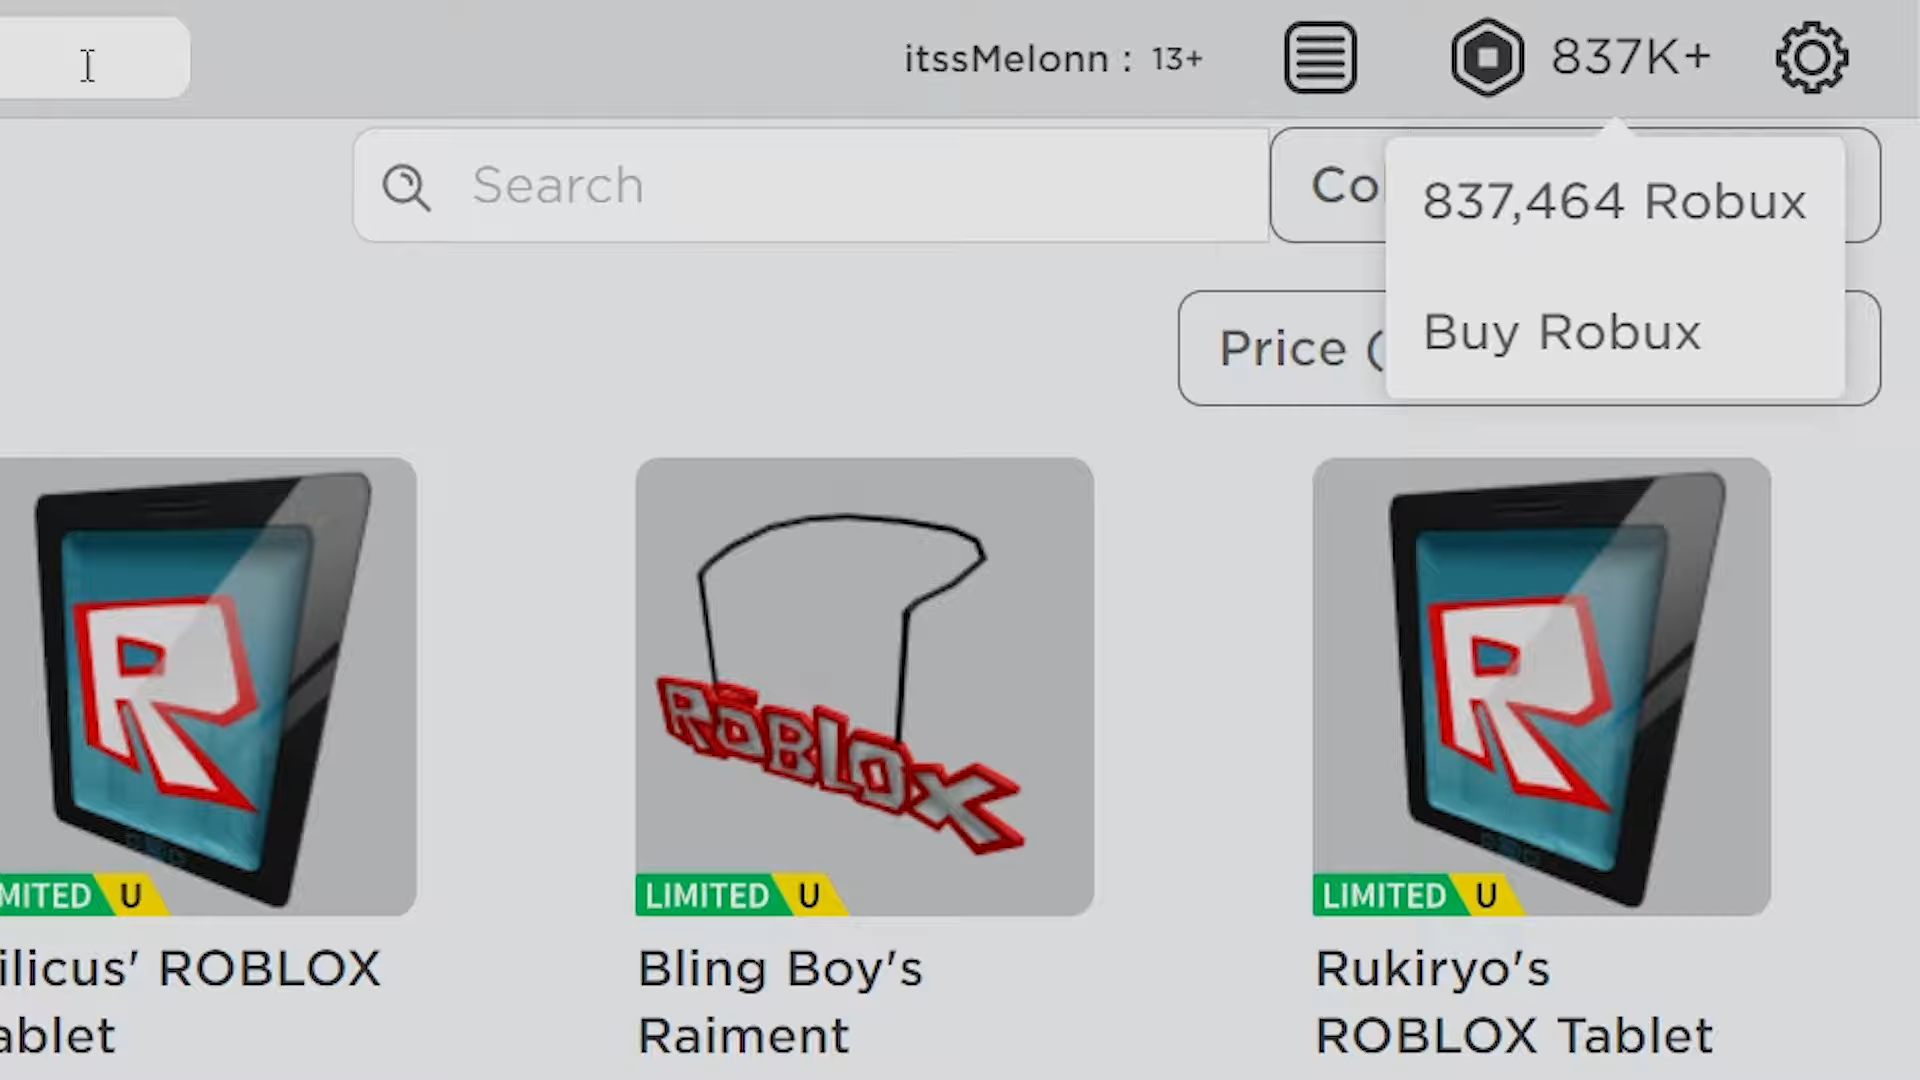 itssMelonn : 13+
837K+
Search
Co
837,464 Robux
Price (
Buy Robux
R
ROBLOX
R
MITED U
LIMITED U
LIMITED U
ilicus' ROBLOX
ablet
Bling Boy's
Raiment
Rukiryo's
ROBLOX Tablet